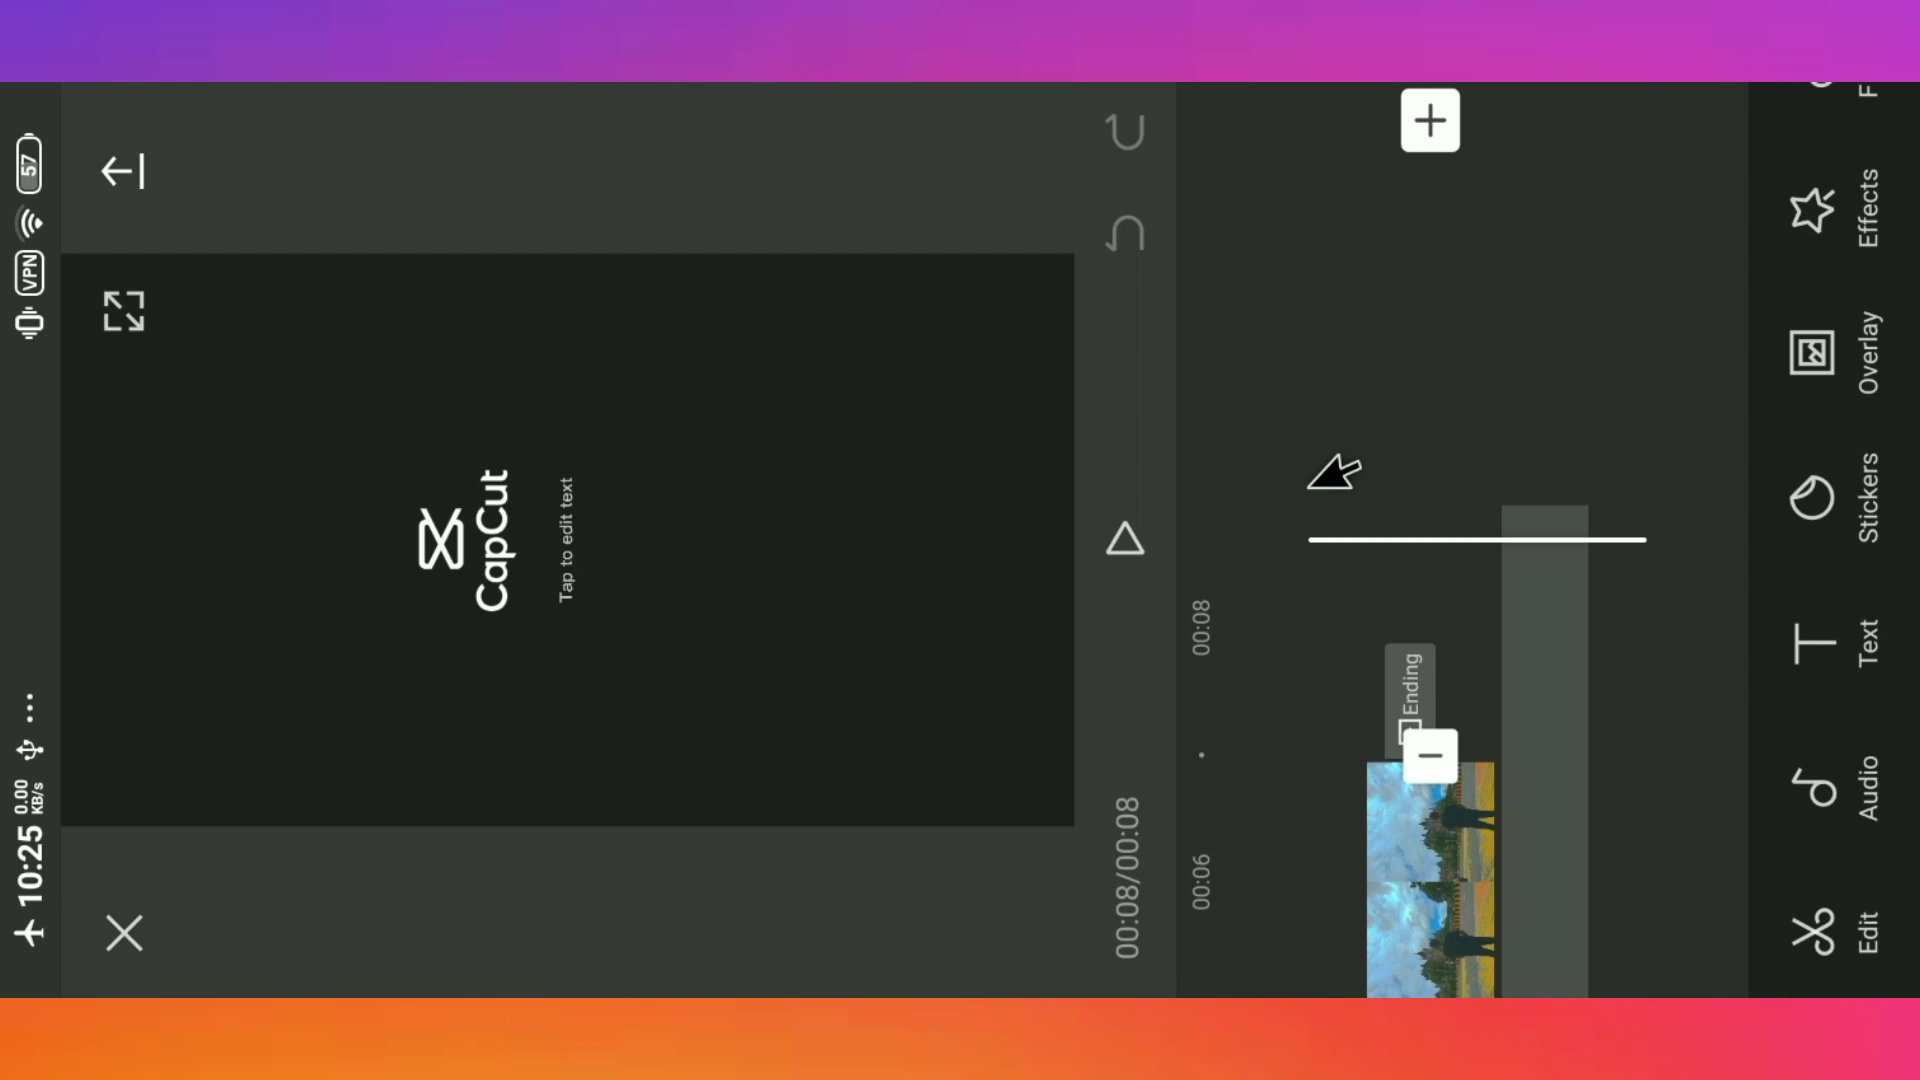 10:25 0.00 KB/s ... VPN 57
CapCut
Tap to edit text
00:08/00:08
00:06 · 00:08
Ending
Edit Audio Text Stickers Overlay Effects F